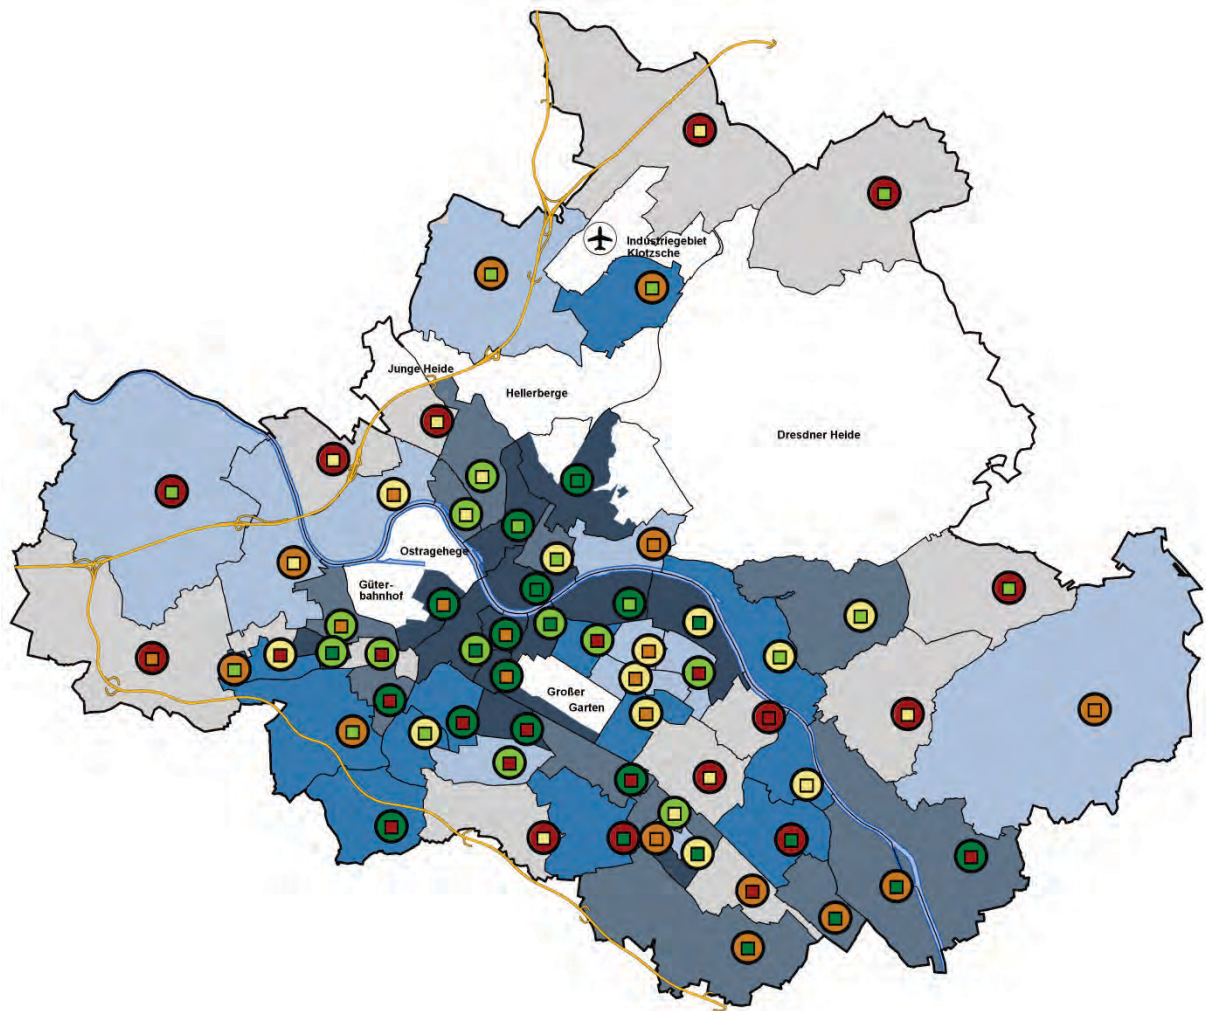 Industriegebiet
Klotzsche
Junge Heide
Hellerberge
Dresdner Heide
Ostragehege
Güter-
bahnhof
Großer
Garten